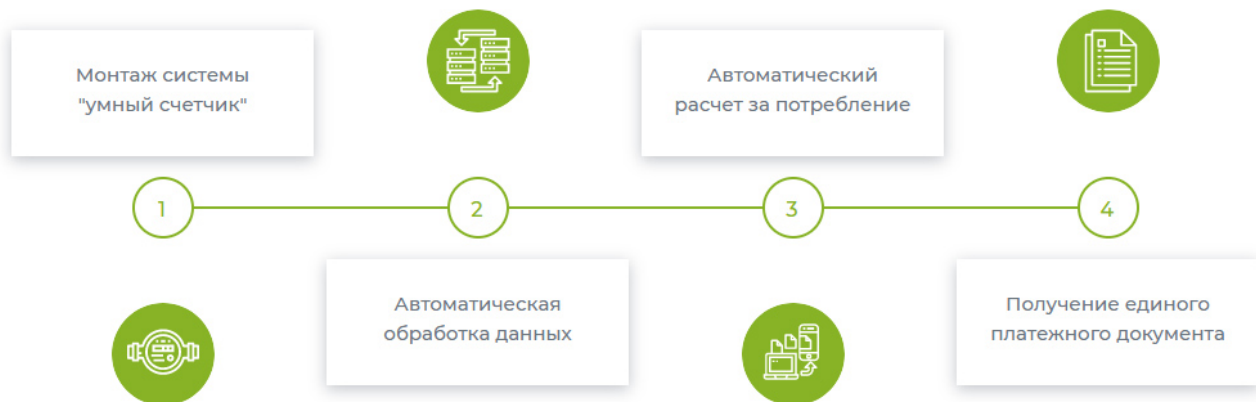 Монтаж системы
"умный счетчик"
Автоматический
расчет за потребление
1
2
3
4
Автоматическая
обработка данных
Получение единого
платежного документа